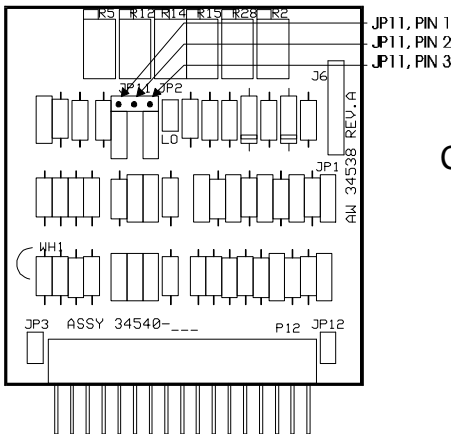 R5 R12 R14 R15 R28 R2
JP11, PIN 1
JP11, PIN 2
JP11, PIN 3
JP11 JP2
J6
LO
AW 34538 REV.A
JP1
WH1
JP3 ASSY 34540-___ P12 JP12